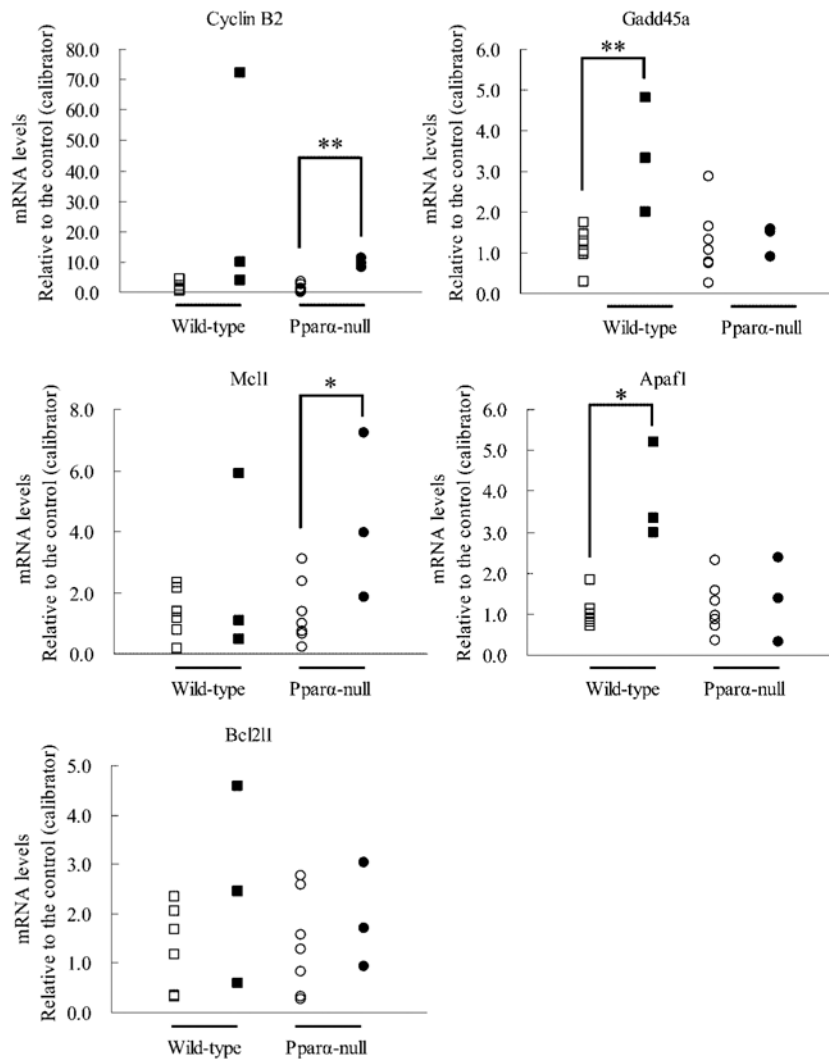 Cyclin B2
mRNA levels
Relative to the control (calibrator)
80.0
70.0
60.0
50.0
40.0
30.0
20.0
10.0
0.0
**
Wild-type
Pparα-null
Gadd45a
mRNA levels
Relative to the control (calibrator)
6.0
5.0
4.0
3.0
2.0
1.0
0.0
**
Wild-type
Pparα-null
Mcl1
mRNA levels
Relative to the control (calibrator)
8.0
6.0
4.0
2.0
0.0
*
Wild-type
Pparα-null
Apaf1
mRNA levels
Relative to the control (calibrator)
6.0
5.0
4.0
3.0
2.0
1.0
0.0
*
Wild-type
Pparα-null
Bcl2l1
mRNA levels
Relative to the control (calibrator)
5.0
4.0
3.0
2.0
1.0
0.0
Wild-type
Pparα-null